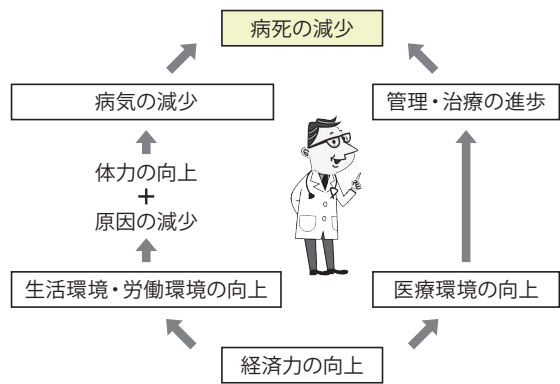 病死の減少
病気の減少
管理・治療の進歩
体力の向上
+
原因の減少
生活環境・労働環境の向上
医療環境の向上
経済力の向上